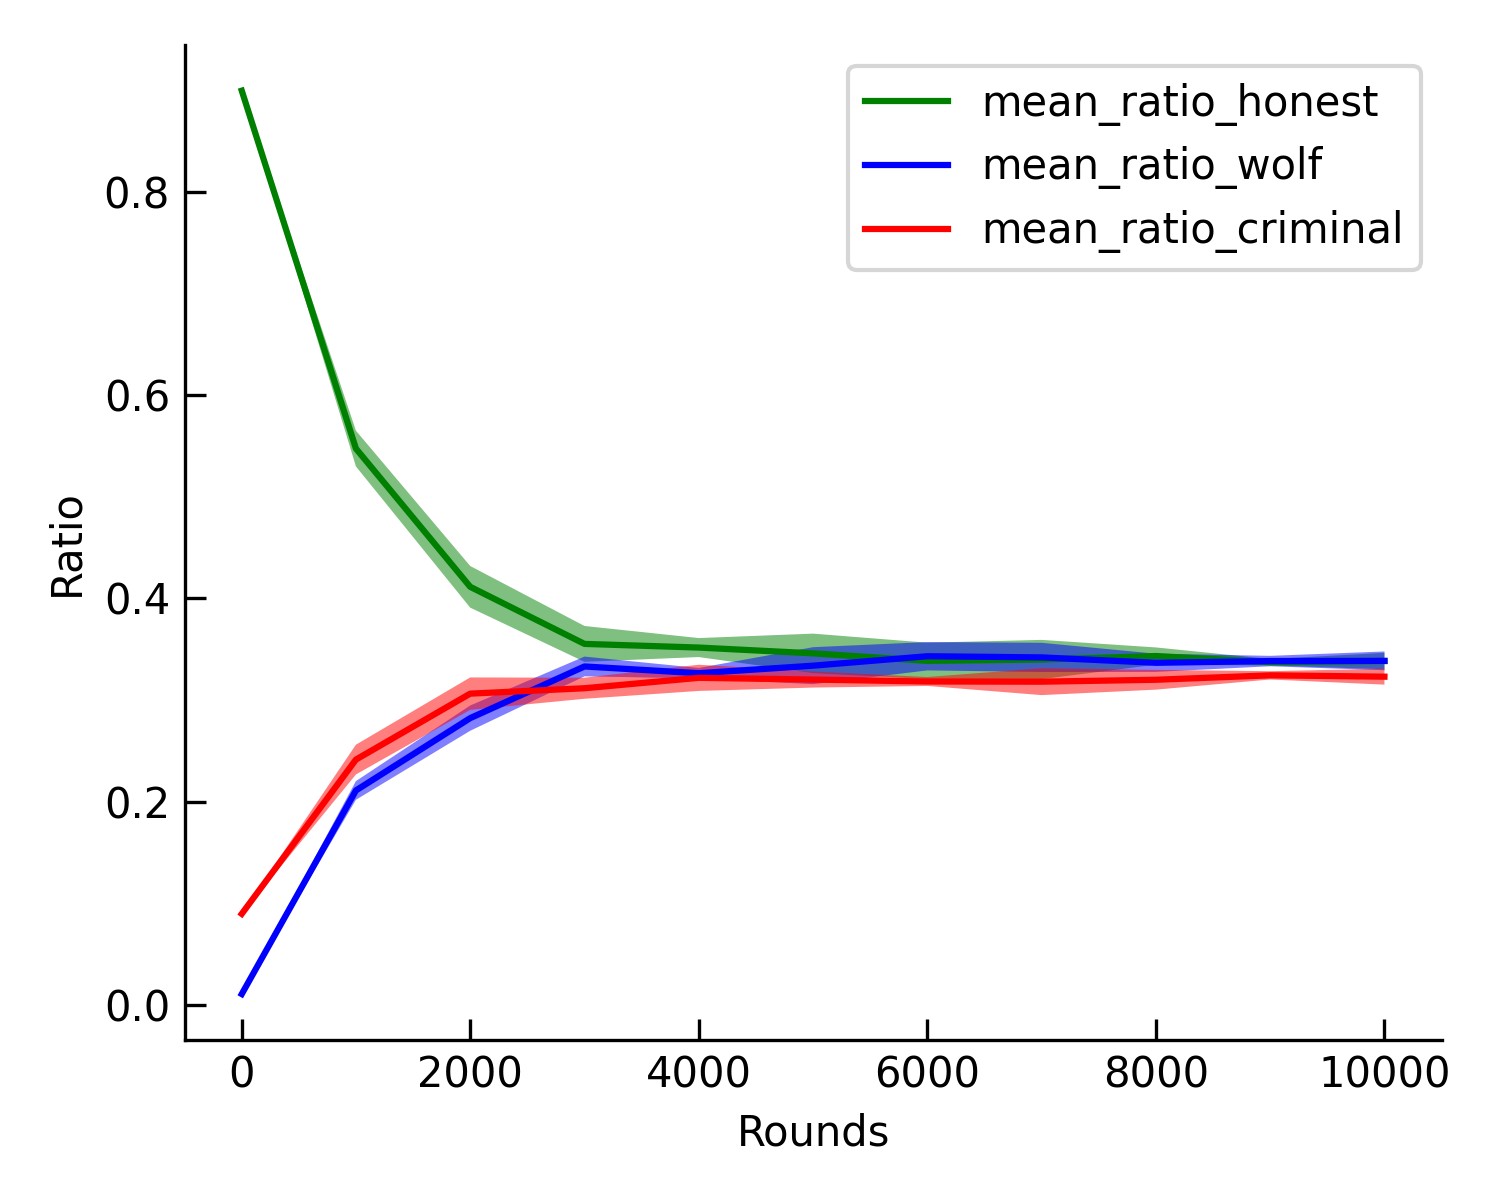 mean_ratio_honest
mean_ratio_wolf
mean_ratio_criminal
Ratio
0.8
0.6
0.4
0.2
0.0
0 2000 4000 6000 8000 10000
Rounds